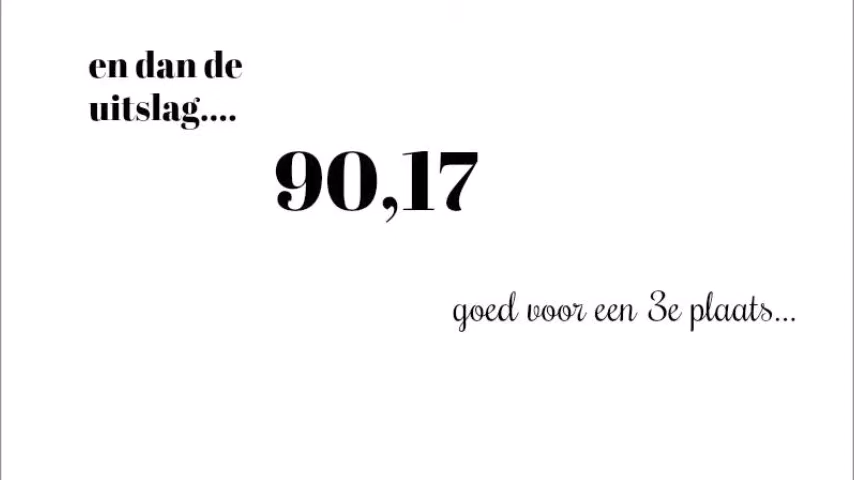 en dan de
uitslag....
90,17
goed voor een 3e plaats...